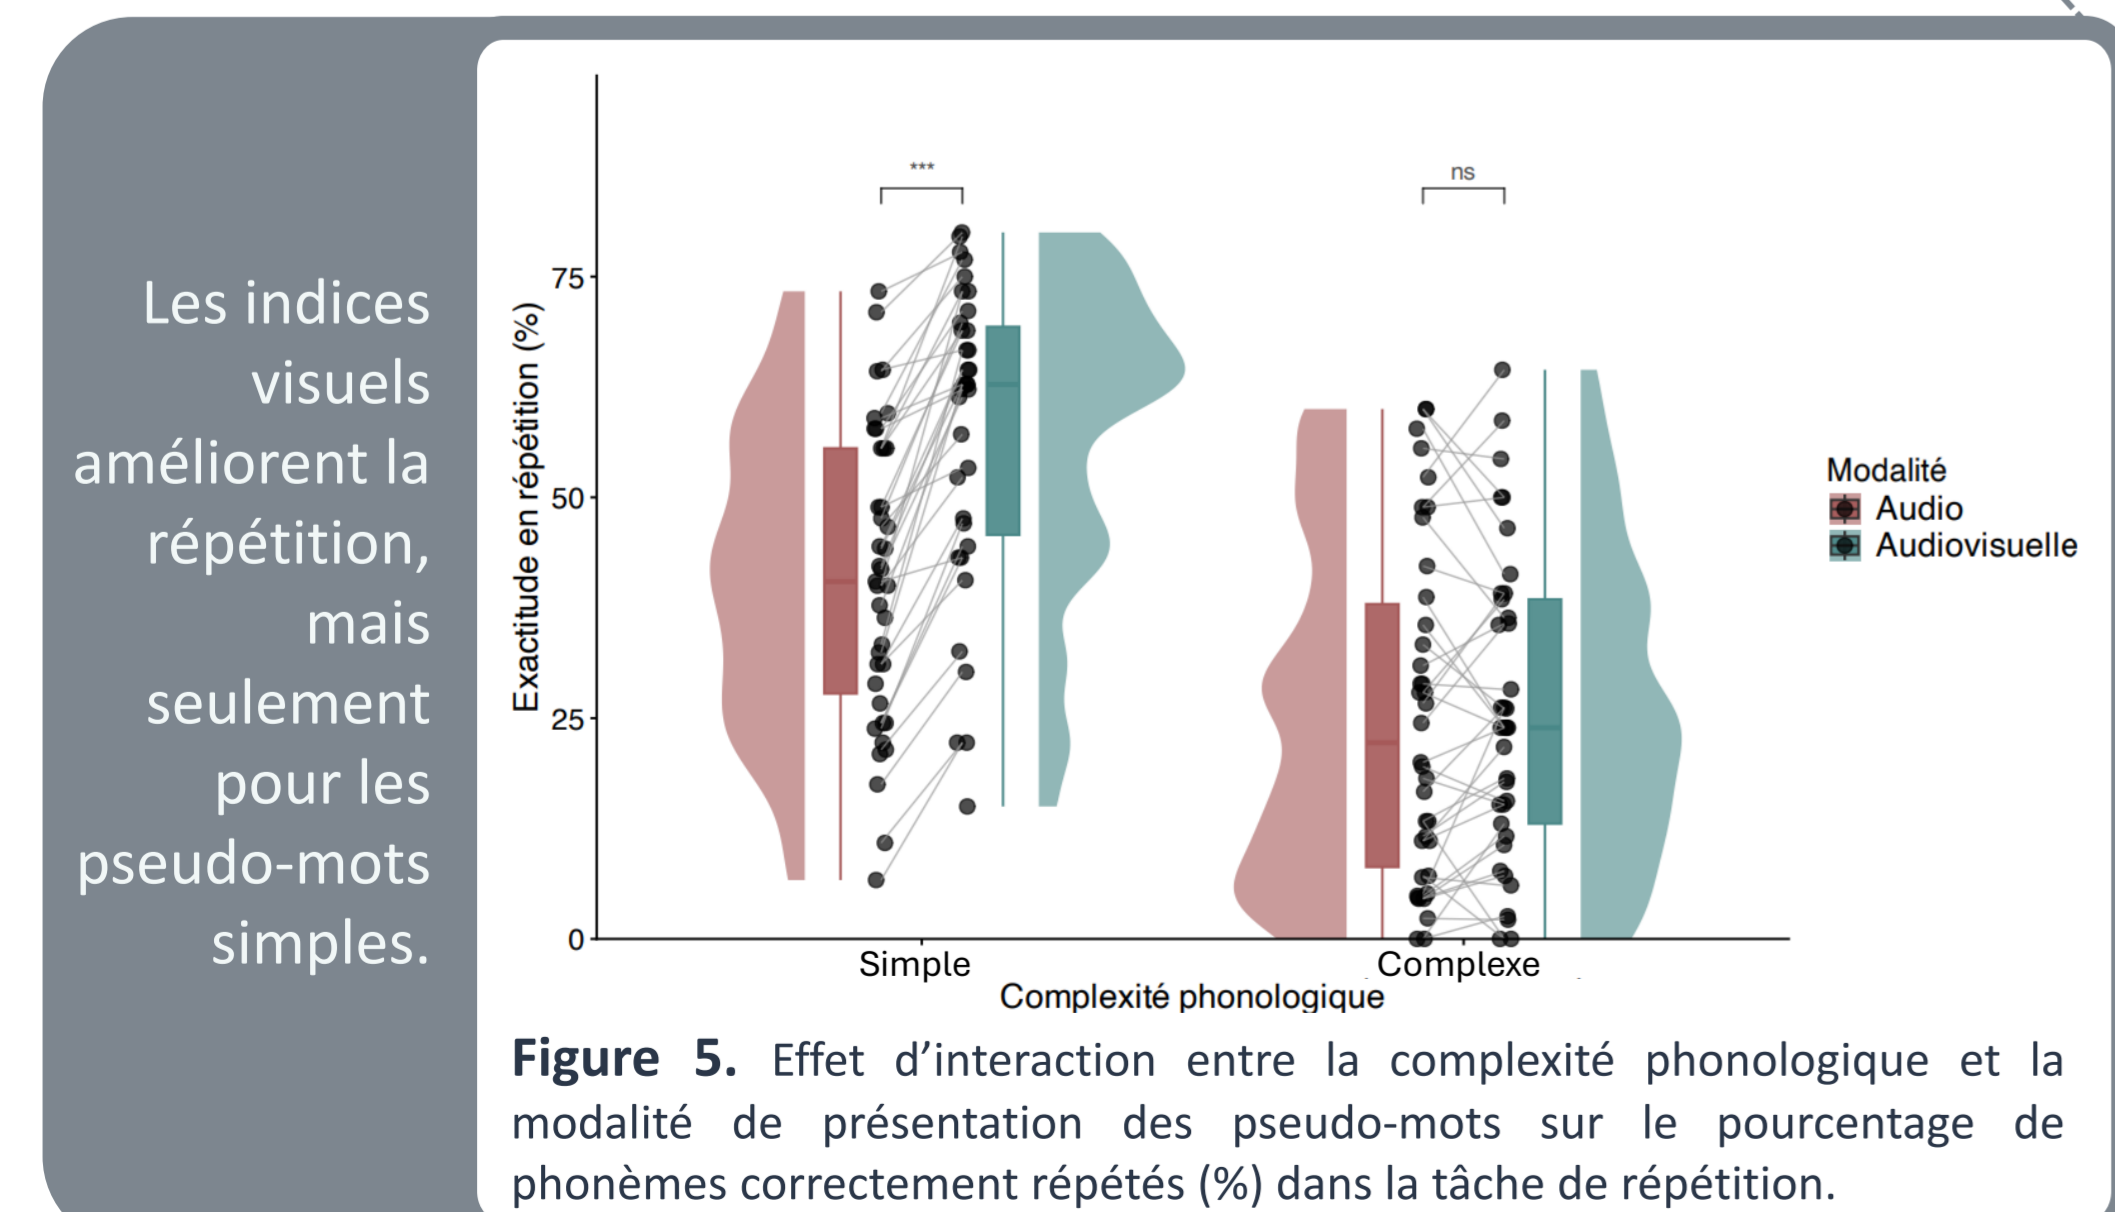 Les indices
visuels
améliorent la
répétition,
mais
seulement
pour les
pseudo-mots
simples.
***
ns
75
50
25
0
Exactitude en répétition (%)
Simple
Complexe
Complexité phonologique
Modalité
Audio
Audiovisuelle
Figure 5. Effet d’interaction entre la complexité phonologique et la
modalité de présentation des pseudo-mots sur le pourcentage de
phonèmes correctement répétés (%) dans la tâche de répétition.